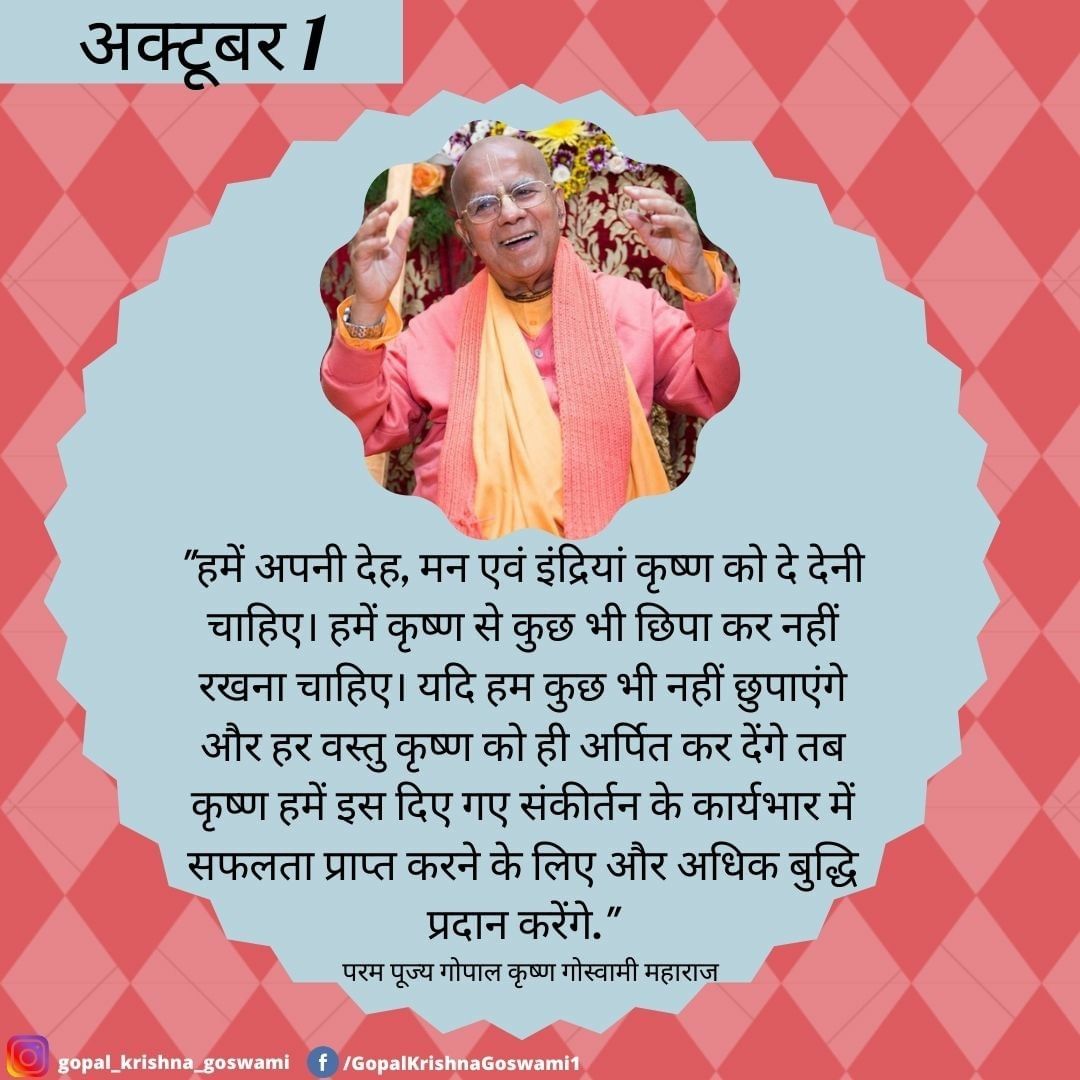 अक्टूबर 1
"हमें अपनी देह, मन एवं इंद्रियां कृष्ण को दे देनी
चाहिए। हमें कृष्ण से कुछ भी छिपा कर नहीं
रखना चाहिए। यदि हम कुछ भी नहीं छुपाएंगे
और हर वस्तु कृष्ण को ही अर्पित कर देंगे तब
कृष्ण हमें इस दिए गए संकीर्तन के कार्यभार में
सफलता प्राप्त करने के लिए और अधिक बुद्धि
प्रदान करेंगे."
परम पूज्य गोपाल कृष्ण गोस्वामी महाराज
gopal_krishna_goswami f /GopalKrishnaGoswami1